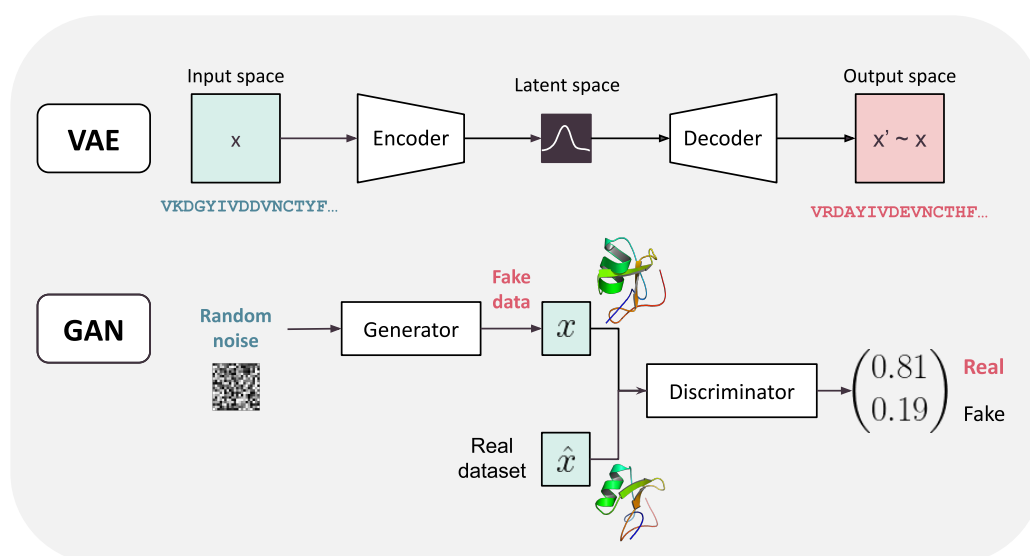 Input space
Latent space
Output space
VAE
x
Encoder
Decoder
x’ ~ x
VKDGYIVDDVNCTYF…
VRDAYIVDEVNCTHF…
GAN
Random
noise
Generator
Fake
data
x
Discriminator
0.81
0.19
Real
Fake
Real
dataset
x̂